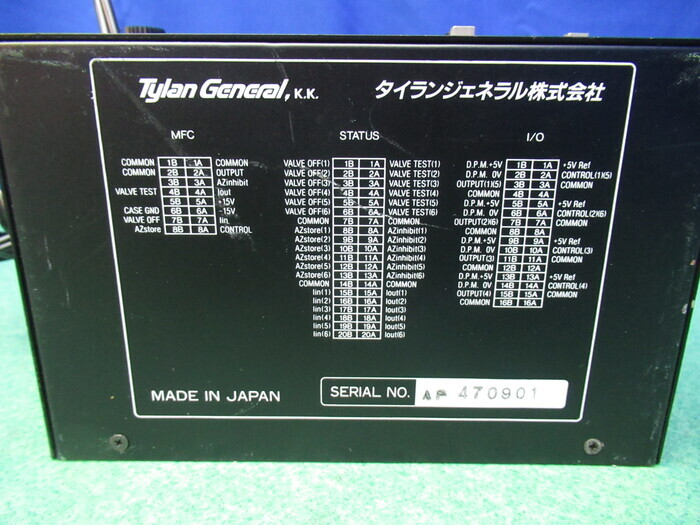 Tylan General, K.K. タイランジェネラル株式会社
MFC STATUS I/O
COMMON 1B 1A COMMON
COMMON 2B 2A OUTPUT
3B 3A AZinhibit
VALVE TEST 4B 4A Iout
5B 5A +15V
CASE GND 6B 6A -15V
VALVE OFF 7B 7A Iin
AZstore 8B 8A CONTROL
VALVE OFF(1) 1B 1A VALVE TEST(1)
VALVE OFF(2) 2B 2A VALVE TEST(2)
VALVE OFF(3) 3B 3A VALVE TEST(3)
VALVE OFF(4) 4B 4A VALVE TEST(4)
VALVE OFF(5) 5B 5A VALVE TEST(5)
VALVE OFF(6) 6B 6A VALVE TEST(6)
COMMON 7B 7A COMMON
AZstore(1) 8B 8A AZinhibit(1)
AZstore(2) 9B 9A AZinhibit(2)
AZstore(3) 10B 10A AZinhibit(3)
AZstore(4) 11B 11A AZinhibit(4)
AZstore(5) 12B 12A AZinhibit(5)
AZstore(6) 13B 13A AZinhibit(6)
COMMON 14B 14A COMMON
Iin(1) 15B 15A Iout(1)
Iin(2) 16B 16A Iout(2)
Iin(3) 17B 17A Iout(3)
Iin(4) 18B 18A Iout(4)
Iin(5) 19B 19A Iout(5)
Iin(6) 20B 20A Iout(6)
D.P.M.+5V 1B 1A +5V Ref
D.P.M. 0V 2B 2A CONTROL(1)(5)
OUTPUT(1)(5) 3B 3A COMMON
COMMON 4B 4A
D.P.M.+5V 5B 5A +5V Ref
D.P.M. 0V 6B 6A CONTROL(2)(6)
OUTPUT(2)(6) 7B 7A COMMON
COMMON 8B 8A
D.P.M.+5V 9B 9A +5V Ref
D.P.M. 0V 10B 10A CONTROL(3)
OUTPUT(3) 11B 11A COMMON
COMMON 12B 12A
D.P.M.+5V 13B 13A +5V Ref
D.P.M. 0V 14B 14A CONTROL(4)
OUTPUT(4) 15B 15A COMMON
COMMON 16B 16A
MADE IN JAPAN SERIAL NO. AP 470901